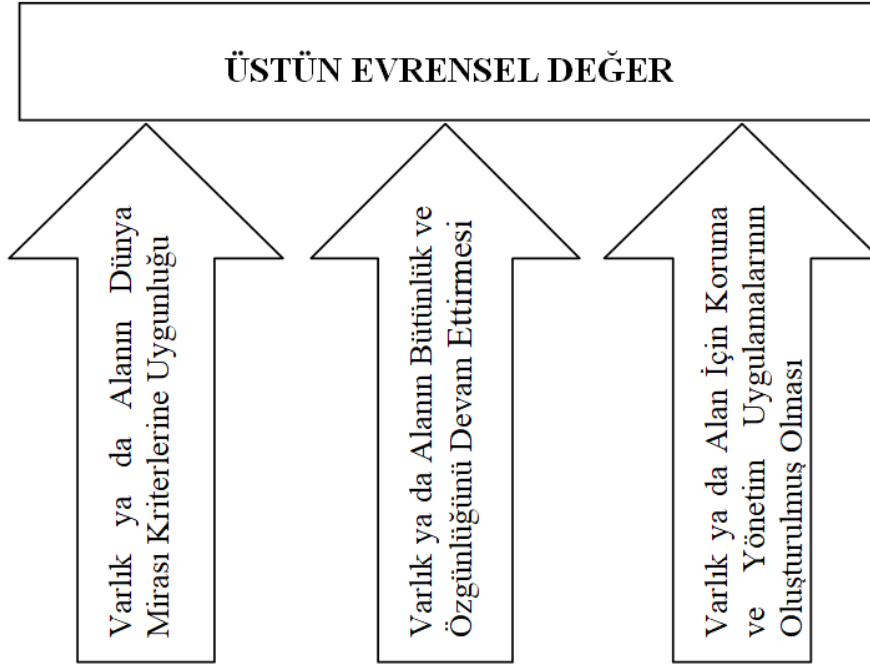 ÜSTÜN EVRENSEL DEĞER
Varlık ya da Alanın Dünya
Mirası Kriterlerine Uygunluğu
Varlık ya da Alanın Bütünlük ve
Özgünlüğünü Devam Ettirmesi
Varlık ya da Alan İçin Koruma
ve Yönetim Uygulamalarının
Oluşturulmuş Olması